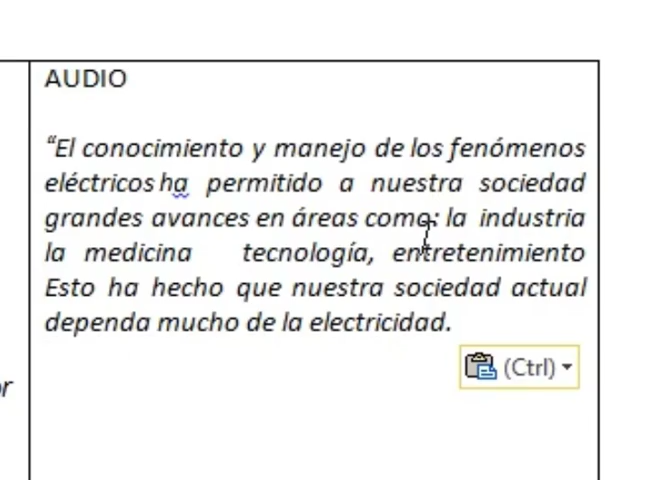 AUDIO
“El conocimiento y manejo de los fenómenos
eléctricos ha permitido a nuestra sociedad
grandes avances en áreas como: la industria
la medicina tecnología, entretenimiento
Esto ha hecho que nuestra sociedad actual
dependa mucho de la electricidad.
(Ctrl)
or